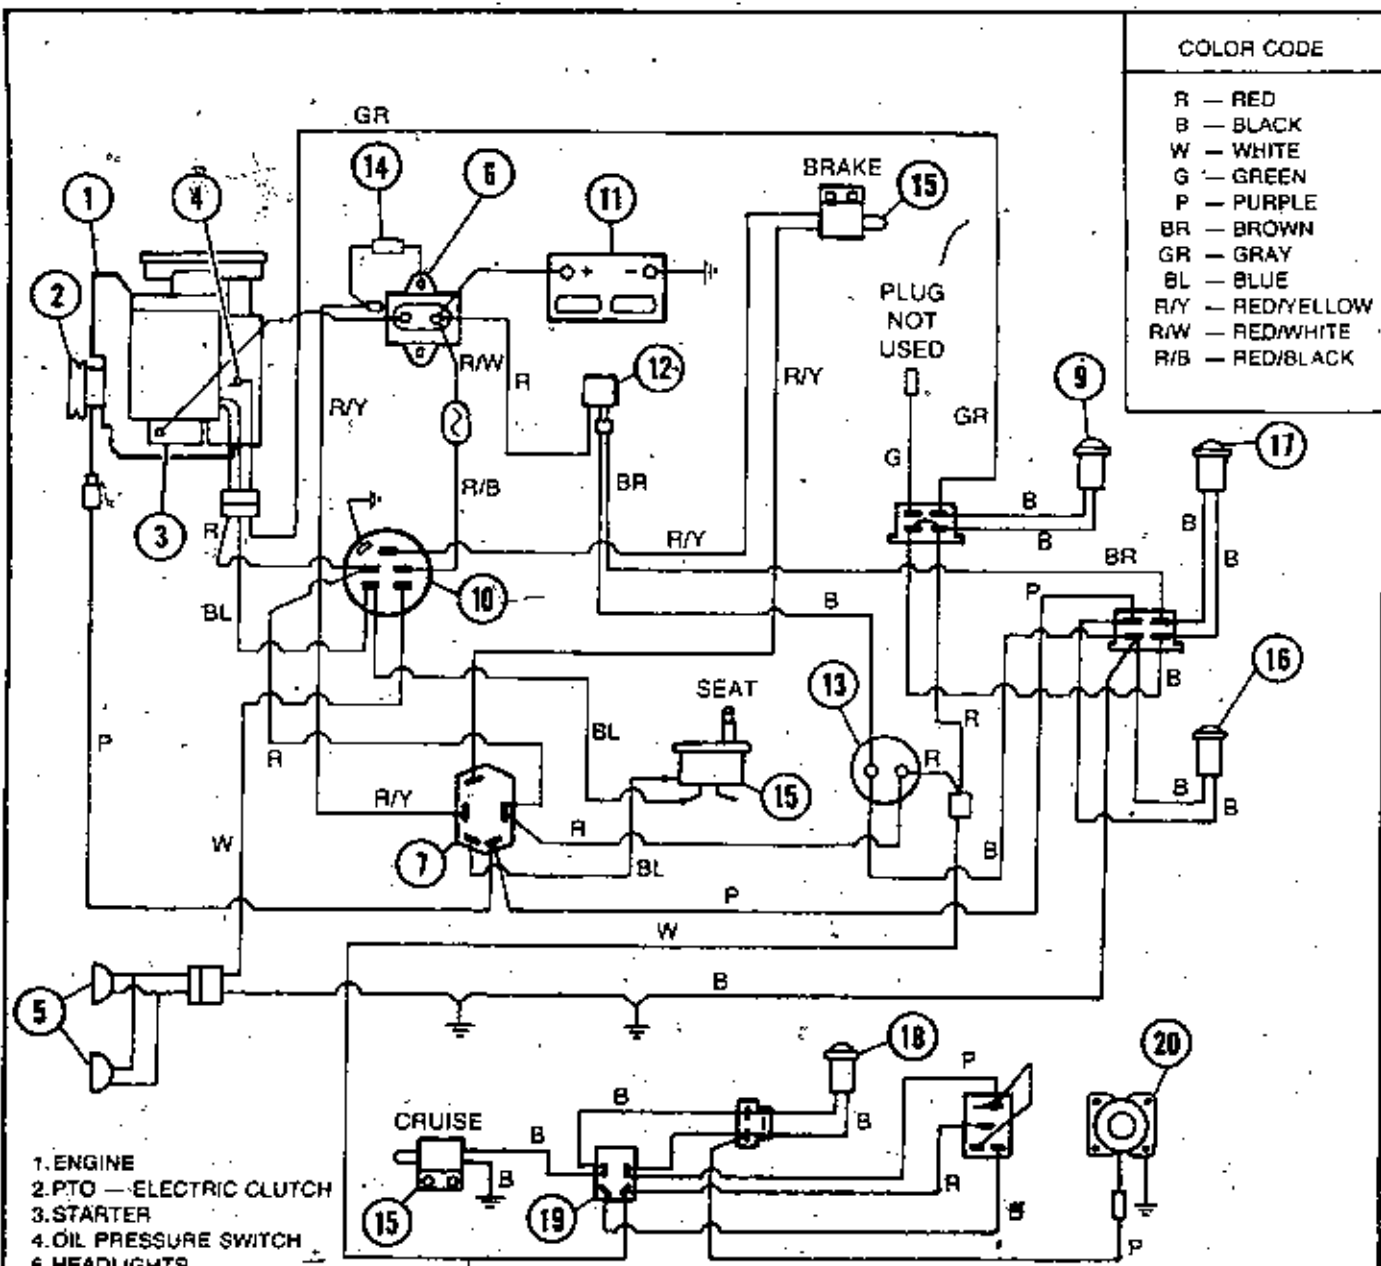 COLOR CODE
R — RED
B — BLACK
W — WHITE
G — GREEN
P — PURPLE
BR — BROWN
GR — GRAY
BL — BLUE
R/Y — RED/YELLOW
R/W — RED/WHITE
R/B — RED/BLACK
GR
14
6
11
BRAKE
15
1
4
2
PLUG
NOT
USED
12
9
17
R/W
R
R/Y
R/Y
GR
G
BR
R/B
B
B
B
B
3
R
R/Y
BR
10
BL
B
P
B
16
SEAT
13
P
R
BL
R
R
B
B
15
R/Y
R
W
7
BL
B
P
W
B
5
18
20
P
B
B
CRUISE
B
B
R
15
19
B
P
1. ENGINE
2. PTO — ELECTRIC CLUTCH
3. STARTER
4. OIL PRESSURE SWITCH
5. HEADLIGHTS